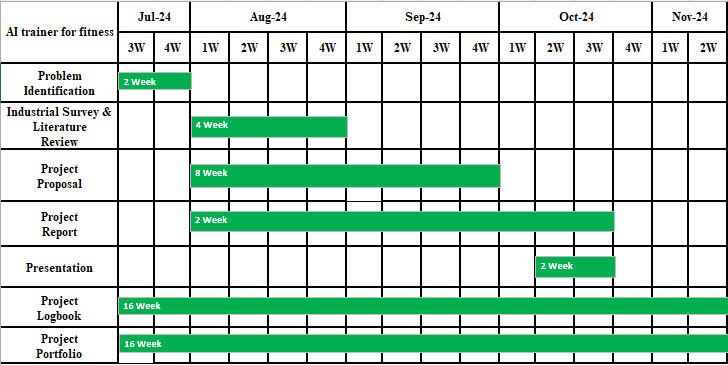 AI trainer for fitness
Jul-24 Aug-24 Sep-24 Oct-24 Nov-24
3W 4W 1W 2W 3W 4W 1W 2W 3W 4W 1W 2W 3W 4W 1W 2W
Problem
Identification
2 Week
Industrial Survey &
Literature
Review
4 Week
Project
Proposal
8 Week
Project
Report
2 Week
Presentation
2 Week
Project
Logbook
16 Week
Project
Portfolio
16 Week